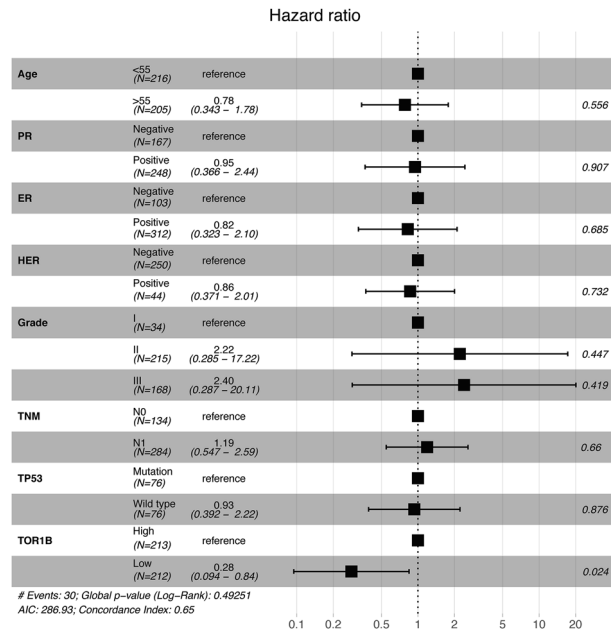 Hazard ratio
Age <55 (N=216) reference
>55 (N=205) 0.78 (0.343 – 1.78) 0.556
PR Negative (N=167) reference
Positive (N=248) 0.95 (0.366 – 2.44) 0.907
ER Negative (N=103) reference
Positive (N=312) 0.82 (0.323 – 2.10) 0.685
HER Negative (N=250) reference
Positive (N=44) 0.86 (0.371 – 2.01) 0.732
Grade I (N=34) reference
II (N=215) 2.22 (0.285 – 17.22) 0.447
III (N=168) 2.40 (0.287 – 20.11) 0.419
TNM N0 (N=134) reference
N1 (N=284) 1.19 (0.547 – 2.59) 0.66
TP53 Mutation (N=76) reference
Wild type (N=76) 0.93 (0.392 – 2.22) 0.876
TOR1B High (N=213) reference
Low (N=212) 0.28 (0.094 – 0.84) 0.024
# Events: 30; Global p-value (Log-Rank): 0.49251
AIC: 286.93; Concordance Index: 0.65
0.1 0.5 1 2 5 10 20